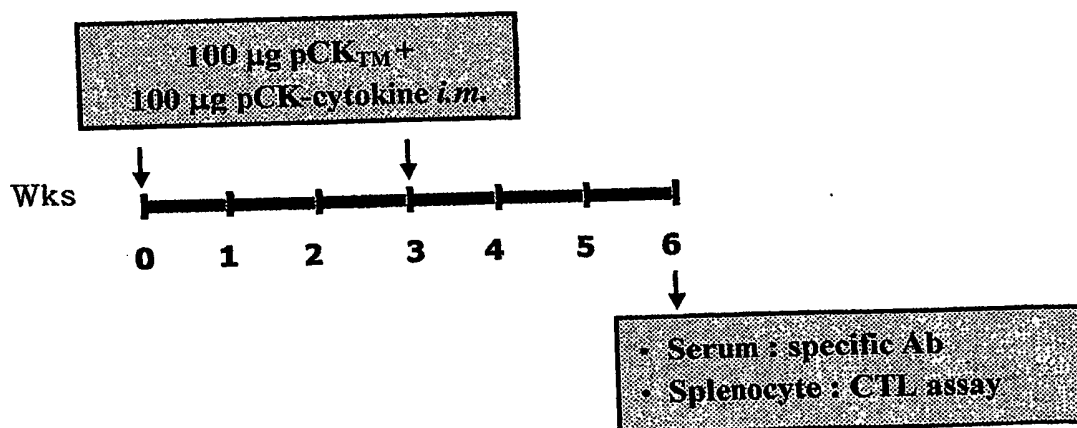 100 µg pCKTM +
100 µg pCK-cytokine i.m.
Wks
0 1 2 3 4 5 6
· Serum : specific Ab
· Splenocyte : CTL assay